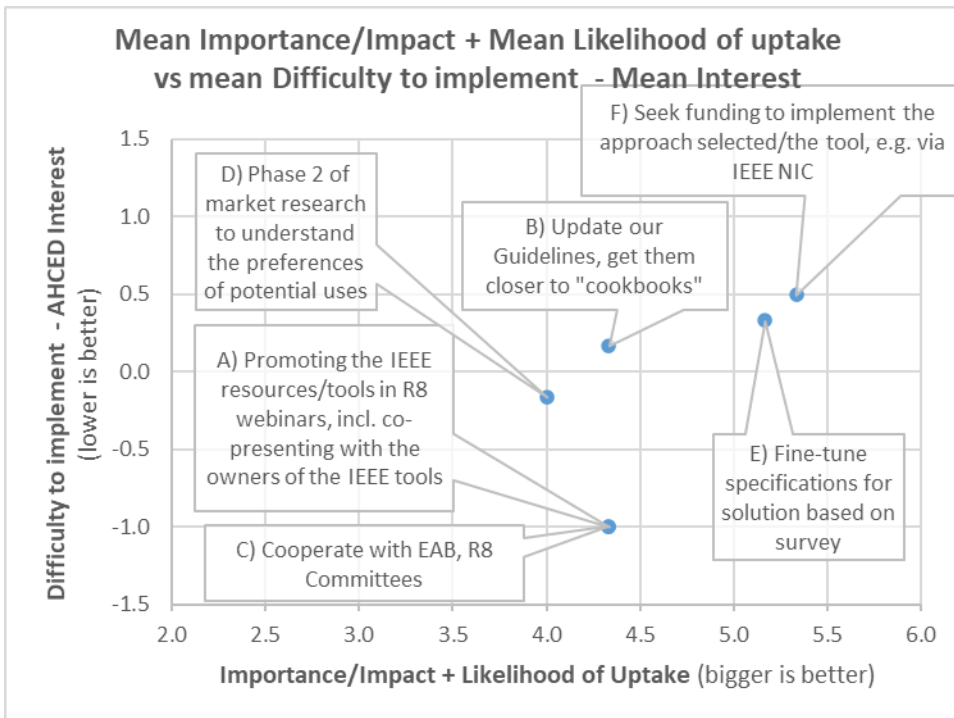 Mean Importance/Impact + Mean Likelihood of uptake
vs mean Difficulty to implement - Mean Interest
F) Seek funding to implement the
approach selected/the tool, e.g. via
IEEE NIC
D) Phase 2 of
market research
to understand
the preferences
of potential uses
B) Update our
Guidelines, get them
closer to "cookbooks"
A) Promoting the IEEE
resources/tools in R8
webinars, incl. co-
presenting with the
owners of the IEEE tools
C) Cooperate with EAB, R8
Committees
E) Fine-tune
specifications for
solution based on
survey
Difficulty to implement - AHCED Interest
(lower is better)
1.5
1.0
0.5
0.0
-0.5
-1.0
-1.5
2.0 2.5 3.0 3.5 4.0 4.5 5.0 5.5 6.0
Importance/Impact + Likelihood of Uptake (bigger is better)